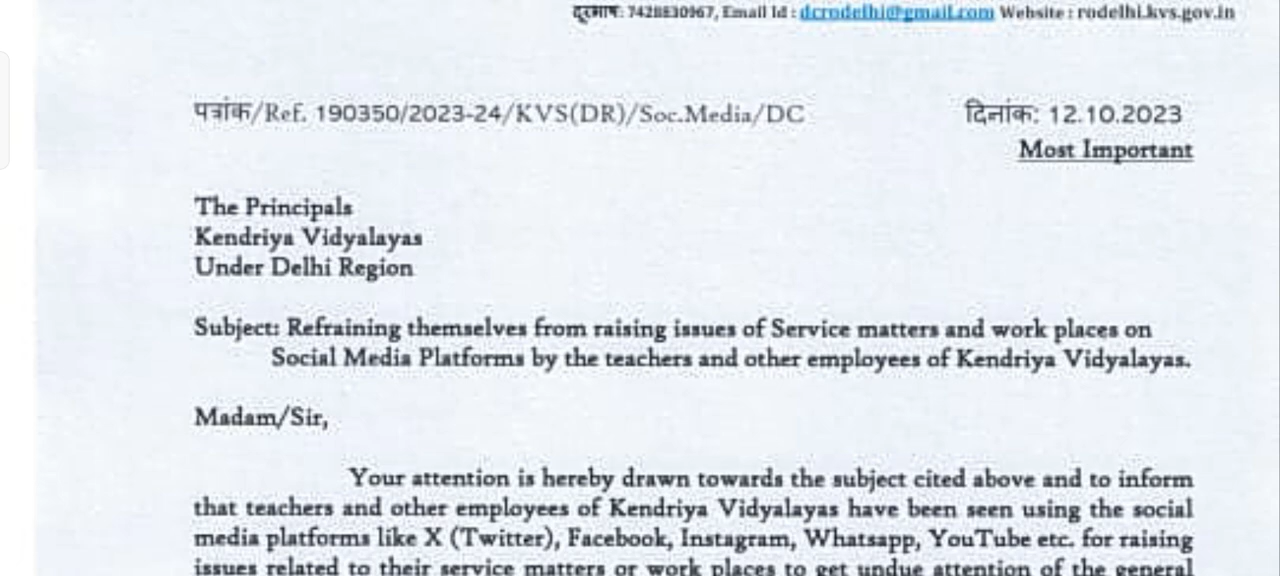 दूरभाष: 7428830967, Email Id : dcrodelhi@gmail.com Website : rodelhi.kvs.gov.in
पत्रांक/Ref. 190350/2023-24/KVS(DR)/Soc.Media/DC
दिनांक: 12.10.2023
Most Important
The Principals
Kendriya Vidyalayas
Under Delhi Region
Subject: Refraining themselves from raising issues of Service matters and work places on
Social Media Platforms by the teachers and other employees of Kendriya Vidyalayas.
Madam/Sir,
Your attention is hereby drawn towards the subject cited above and to inform
that teachers and other employees of Kendriya Vidyalayas have been seen using the social
media platforms like X (Twitter), Facebook, Instagram, Whatsapp, YouTube etc. for raising
issues related to their service matters or work places to get undue attention of the general